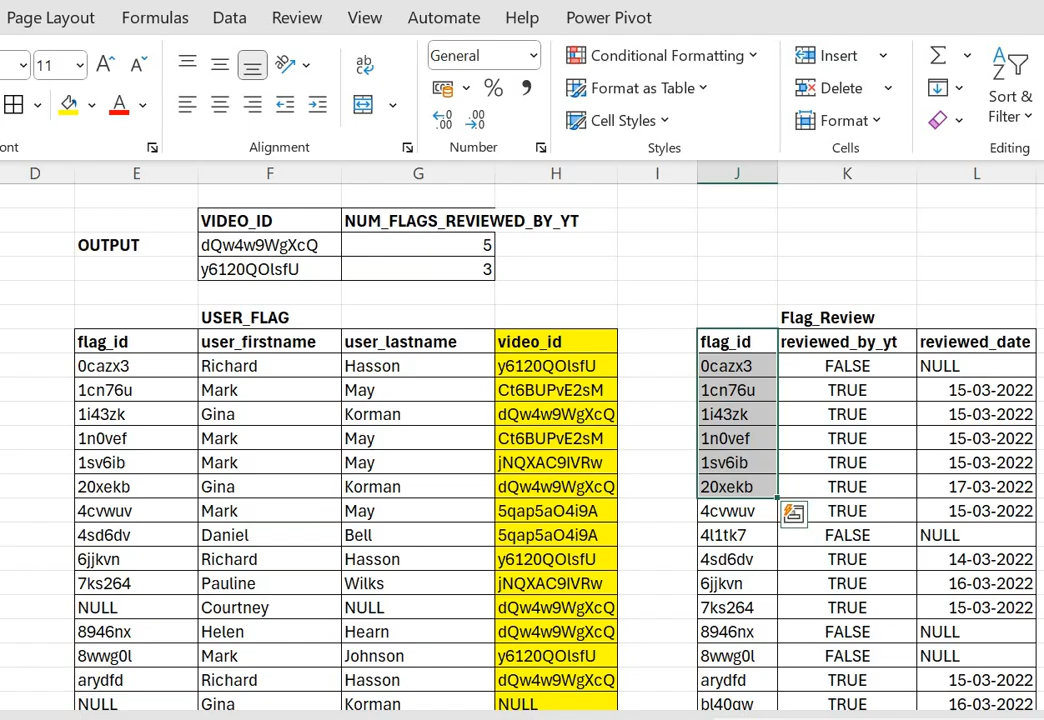 Page Layout Formulas Data Review View Automate Help Power Pivot
11 A A ab General Conditional Formatting Insert Σ A Z
% , Format as Table Delete Sort &
A .00 .00 Cell Styles Format Filter
ont Alignment Number Styles Cells Editing
D E F G H I J K L
VIDEO_ID NUM_FLAGS_REVIEWED_BY_YT
OUTPUT dQw4w9WgXcQ 5
y6120QOlsfU 3
USER_FLAG Flag_Review
flag_id user_firstname user_lastname video_id flag_id reviewed_by_yt reviewed_date
0cazx3 Richard Hasson y6120QOlsfU 0cazx3 FALSE NULL
1cn76u Mark May Ct6BUPvE2sM 1cn76u TRUE 15-03-2022
1i43zk Gina Korman dQw4w9WgXcQ 1i43zk TRUE 15-03-2022
1n0vef Mark May Ct6BUPvE2sM 1n0vef TRUE 15-03-2022
1sv6ib Mark May jNQXAC9IVRw 1sv6ib TRUE 15-03-2022
20xekb Gina Korman dQw4w9WgXcQ 20xekb TRUE 17-03-2022
4cvwuv Mark May 5qap5aO4i9A 4cvwuv TRUE 15-03-2022
4sd6dv Daniel Bell 5qap5aO4i9A 4l1tk7 FALSE NULL
6jjkvn Richard Hasson y6120QOlsfU 4sd6dv TRUE 14-03-2022
7ks264 Pauline Wilks jNQXAC9IVRw 6jjkvn TRUE 16-03-2022
NULL Courtney NULL dQw4w9WgXcQ 7ks264 TRUE 15-03-2022
8946nx Helen Hearn dQw4w9WgXcQ 8946nx FALSE NULL
8wwg0l Mark Johnson y6120QOlsfU 8wwg0l FALSE NULL
arydfd Richard Hasson dQw4w9WgXcQ arydfd TRUE 15-03-2022
NULL Gina Korman NULL bl40qw TRUE 16-03-2022